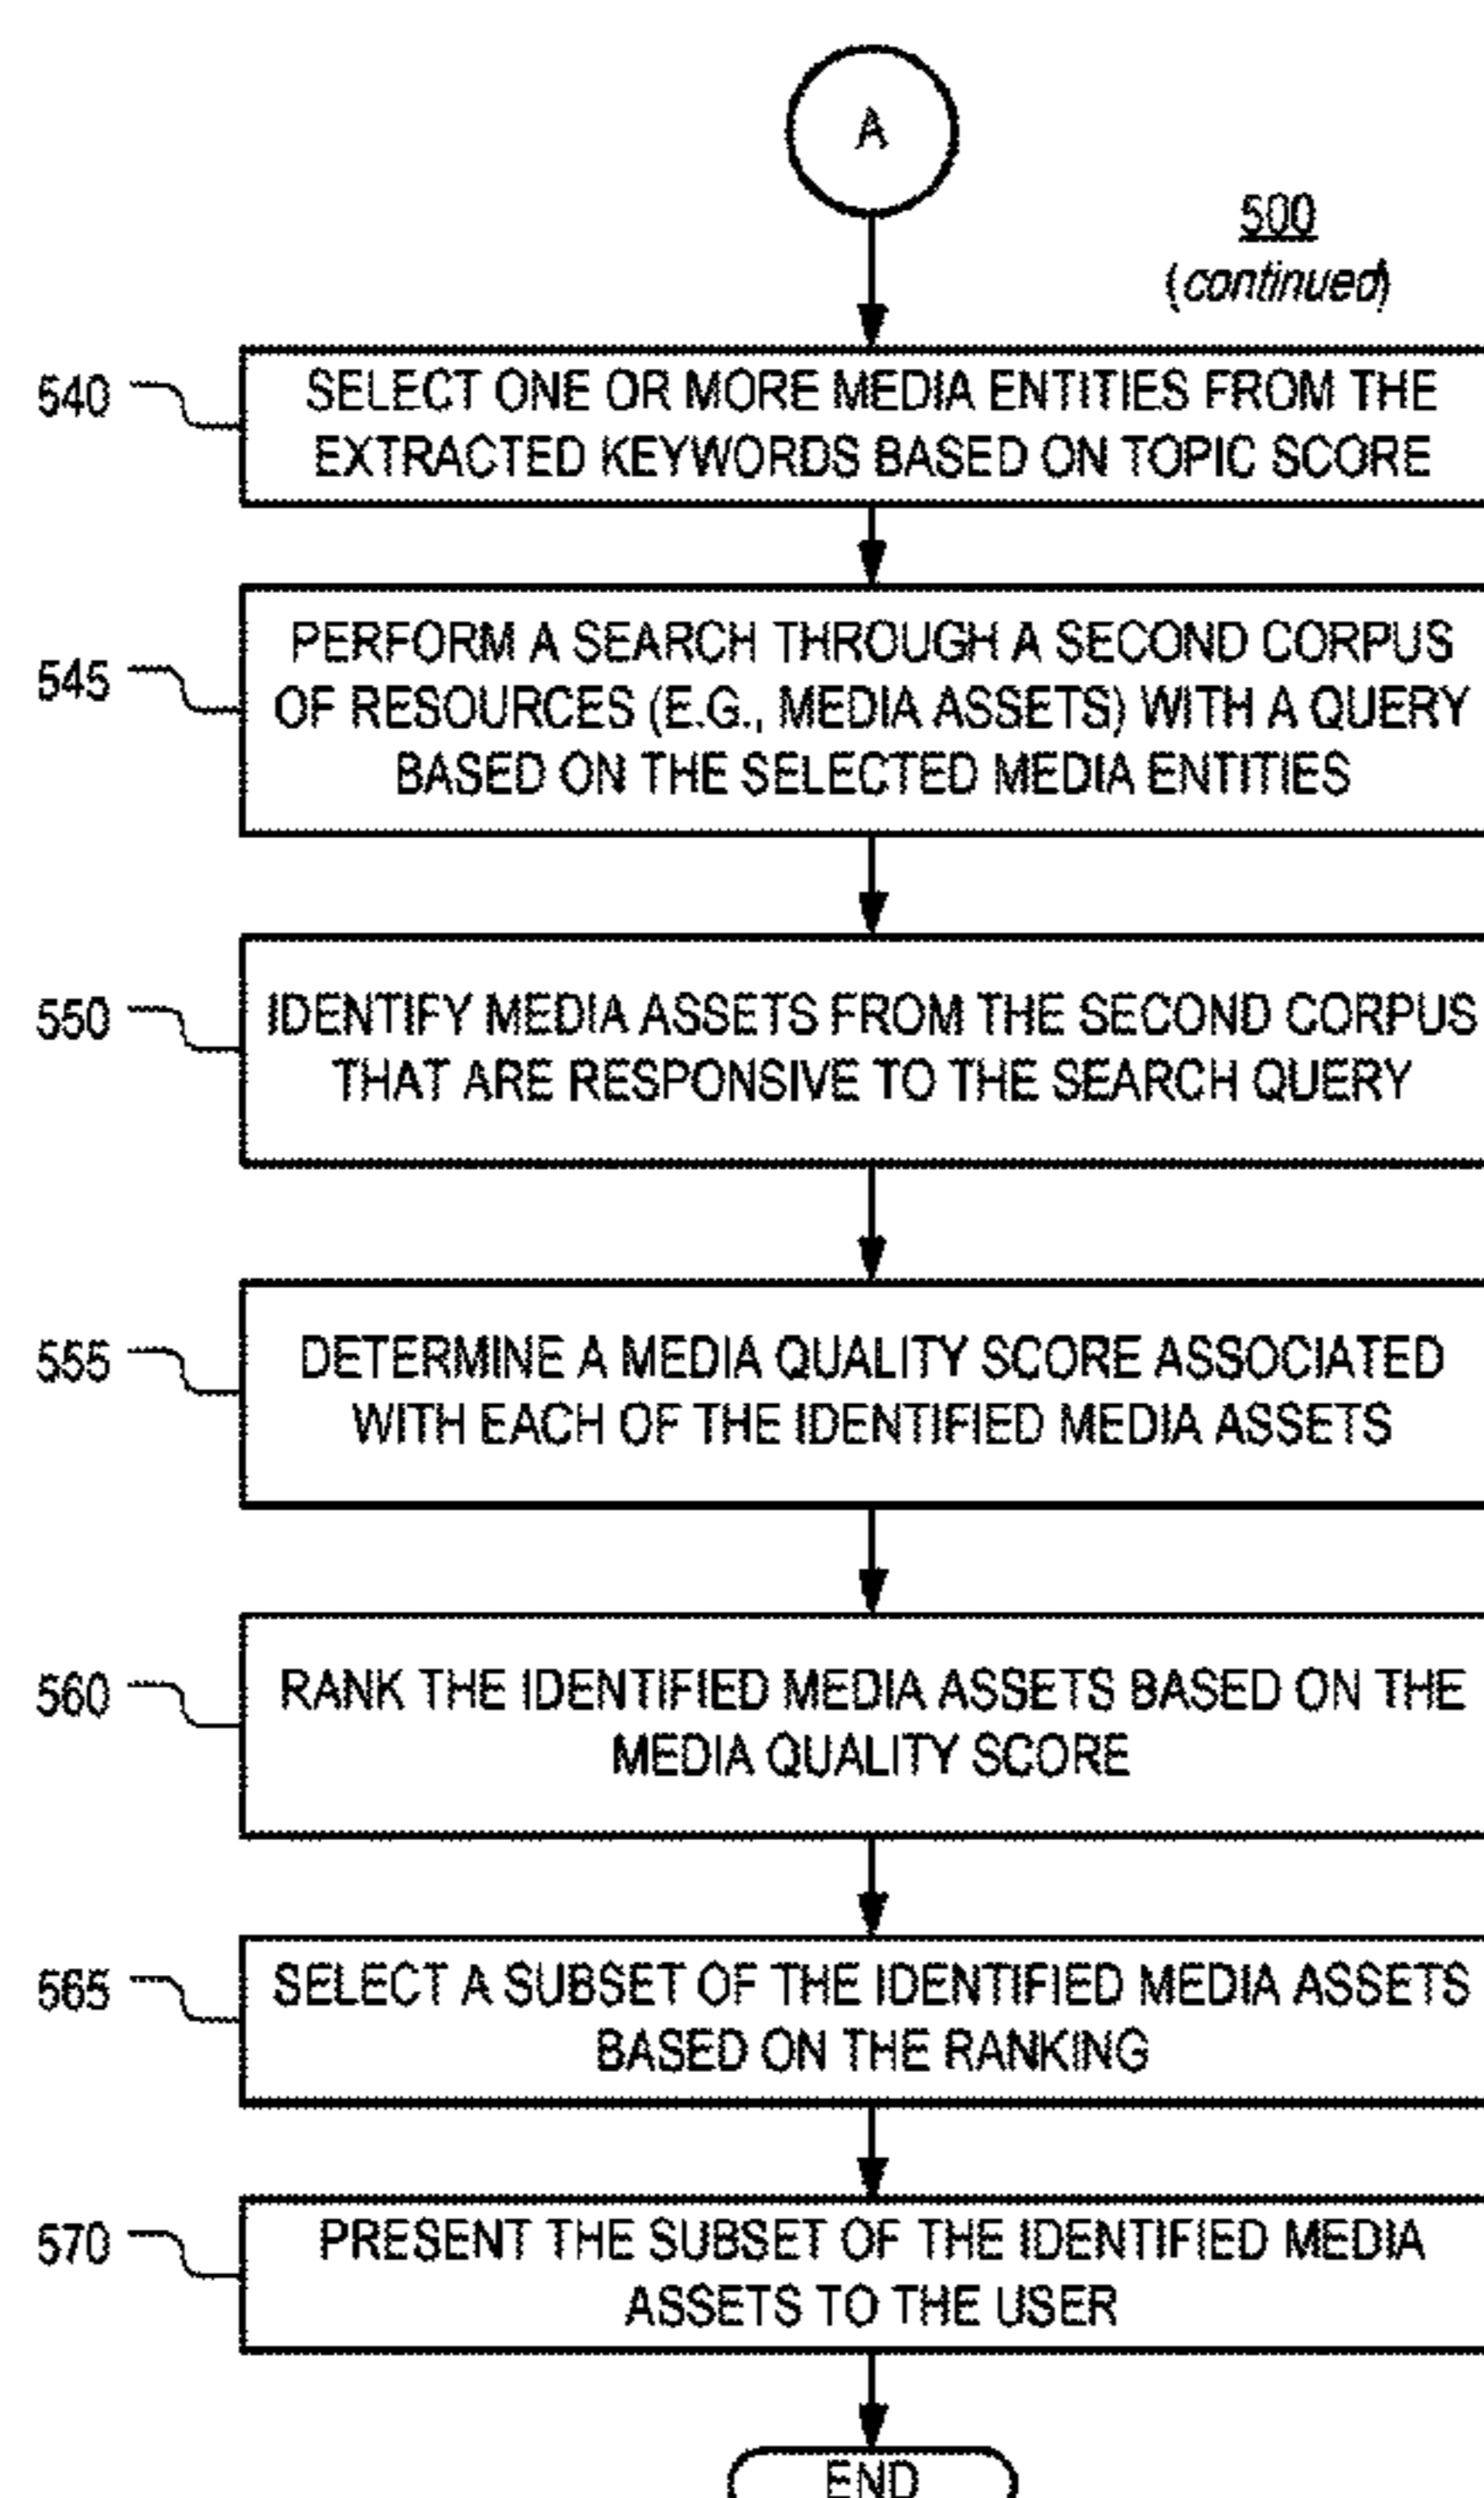 A
500
(continued)
540
SELECT ONE OR MORE MEDIA ENTITIES FROM THE
EXTRACTED KEYWORDS BASED ON TOPIC SCORE
545
PERFORM A SEARCH THROUGH A SECOND CORPUS
OF RESOURCES (E.G., MEDIA ASSETS) WITH A QUERY
BASED ON THE SELECTED MEDIA ENTITIES
550
IDENTIFY MEDIA ASSETS FROM THE SECOND CORPUS
THAT ARE RESPONSIVE TO THE SEARCH QUERY
555
DETERMINE A MEDIA QUALITY SCORE ASSOCIATED
WITH EACH OF THE IDENTIFIED MEDIA ASSETS
560
RANK THE IDENTIFIED MEDIA ASSETS BASED ON THE
MEDIA QUALITY SCORE
565
SELECT A SUBSET OF THE IDENTIFIED MEDIA ASSETS
BASED ON THE RANKING
570
PRESENT THE SUBSET OF THE IDENTIFIED MEDIA
ASSETS TO THE USER
END